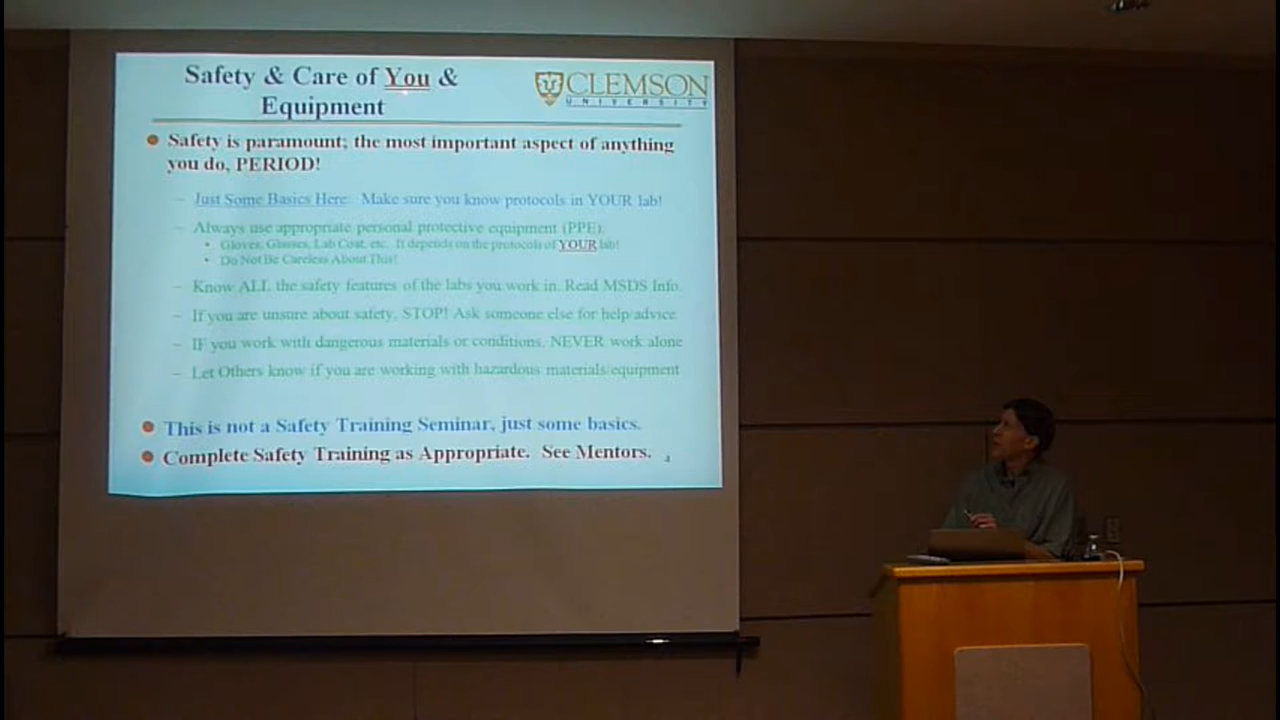 Safety & Care of You &
Equipment
CLEMSON
UNIVERSITY
Safety is paramount; the most important aspect of anything
you do, PERIOD!
– Just Some Basics Here. Make sure you know protocols in YOUR lab!
– Always use appropriate personal protective equipment (PPE):
• Gloves, Glasses, Lab Coat, etc. It depends on the protocols of YOUR lab!
• Do Not Be Careless About This!
– Know ALL the safety features of the labs you work in. Read MSDS Info.
– If you are unsure about safety, STOP! Ask someone else for help/advice
– IF you work with dangerous materials or conditions, NEVER work alone
– Let Others know if you are working with hazardous materials/equipment
This is not a Safety Training Seminar, just some basics.
Complete Safety Training as Appropriate. See Mentors.
4